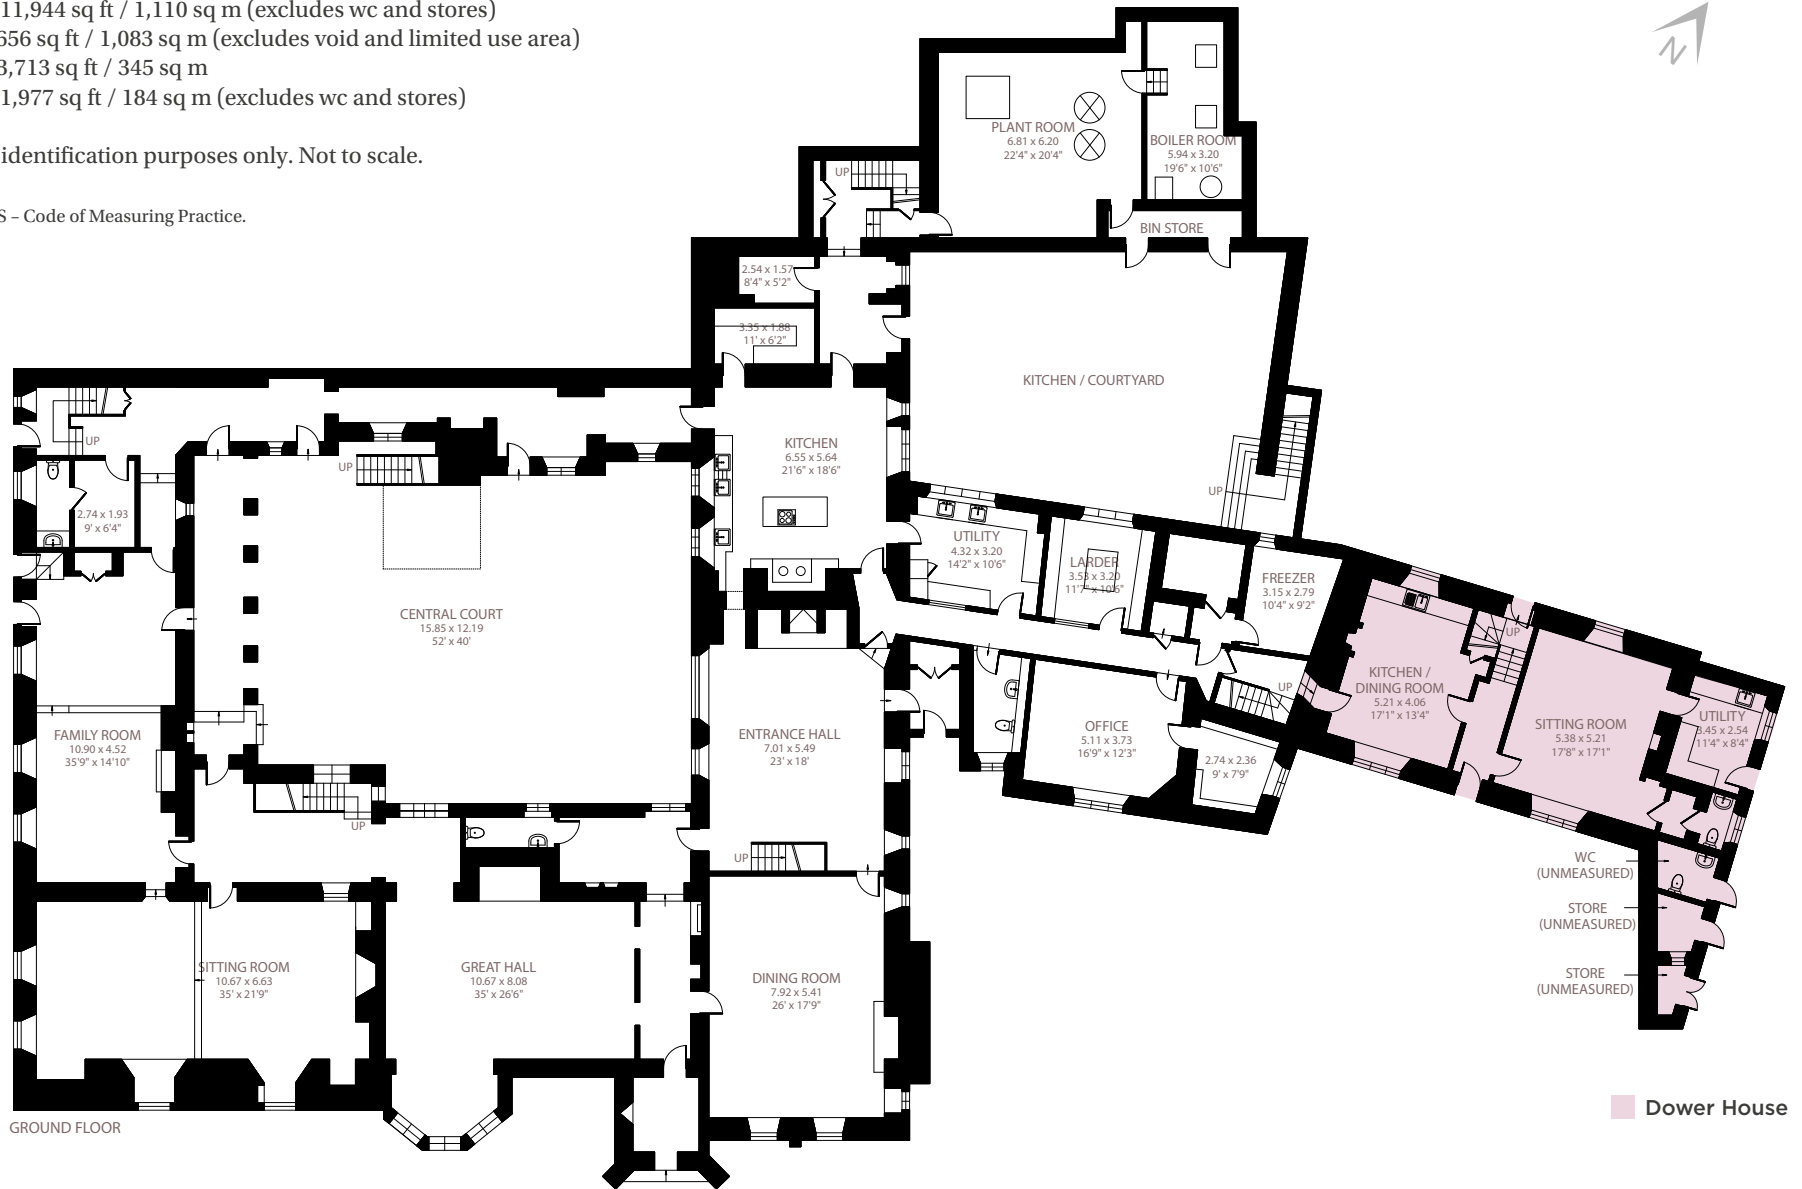 11,944 sq ft / 1,110 sq m (excludes wc and stores)
656 sq ft / 1,083 sq m (excludes void and limited use area)
3,713 sq ft / 345 sq m
1,977 sq ft / 184 sq m (excludes wc and stores)
identification purposes only. Not to scale.
S – Code of Measuring Practice.
N
PLANT ROOM
6.81 x 6.20
22'4" x 20'4"
BOILER ROOM
5.94 x 3.20
19'6" x 10'6"
UP
BIN STORE
2.54 x 1.57
8'4" x 5'2"
3.35 x 1.88
11' x 6'2"
KITCHEN / COURTYARD
UP
UP
KITCHEN
6.55 x 5.64
21'6" x 18'6"
UP
2.74 x 1.93
9' x 6'4"
UTILITY
4.32 x 3.20
14'2" x 10'6"
LARDER
3.53 x 3.20
11'7" x 10'6"
FREEZER
3.15 x 2.79
10'4" x 9'2"
CENTRAL COURT
15.85 x 12.19
52' x 40'
UP
KITCHEN /
DINING ROOM
5.21 x 4.06
17'1" x 13'4"
UP
SITTING ROOM
5.38 x 5.21
17'8" x 17'1"
UTILITY
3.45 x 2.54
11'4" x 8'4"
FAMILY ROOM
10.90 x 4.52
35'9" x 14'10"
ENTRANCE HALL
7.01 x 5.49
23' x 18'
OFFICE
5.11 x 3.73
16'9" x 12'3"
2.74 x 2.36
9' x 7'9"
UP
UP
WC
(UNMEASURED)
STORE
(UNMEASURED)
STORE
(UNMEASURED)
SITTING ROOM
10.67 x 6.63
35' x 21'9"
GREAT HALL
10.67 x 8.08
35' x 26'6"
DINING ROOM
7.92 x 5.41
26' x 17'9"
GROUND FLOOR
Dower House